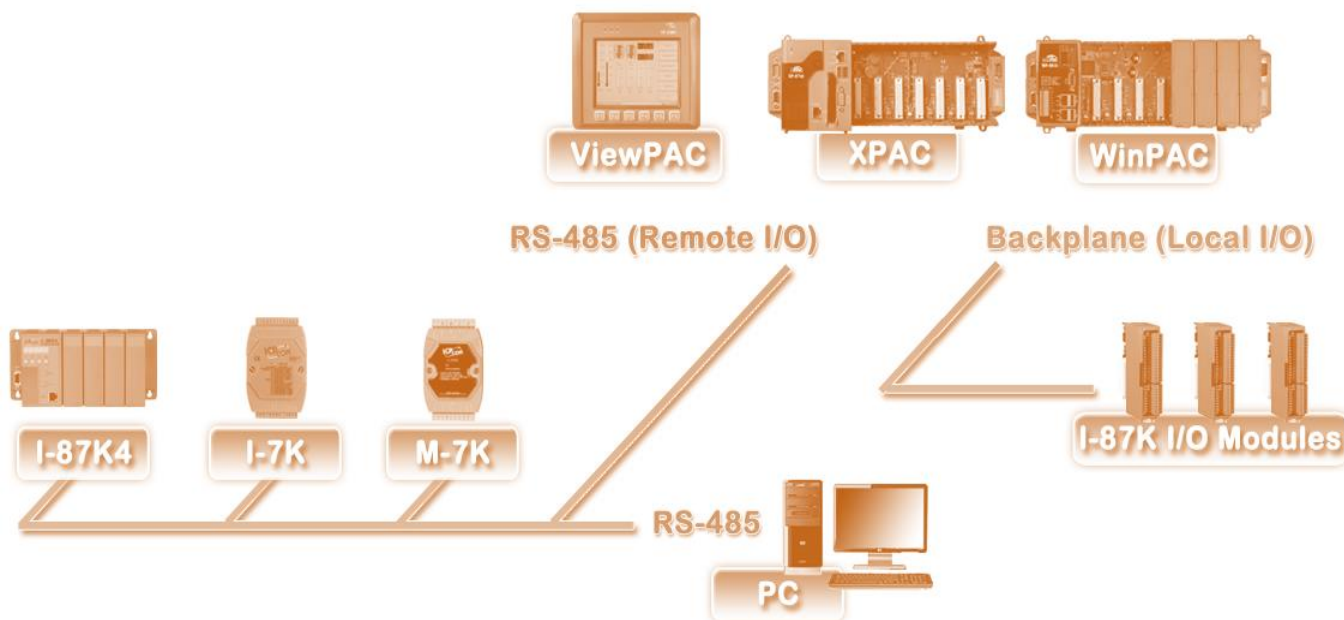 ViewPAC
XPAC
WinPAC
RS-485 (Remote I/O)
Backplane (Local I/O)
I-87K4
I-7K
M-7K
I-87K I/O Modules
RS-485
PC